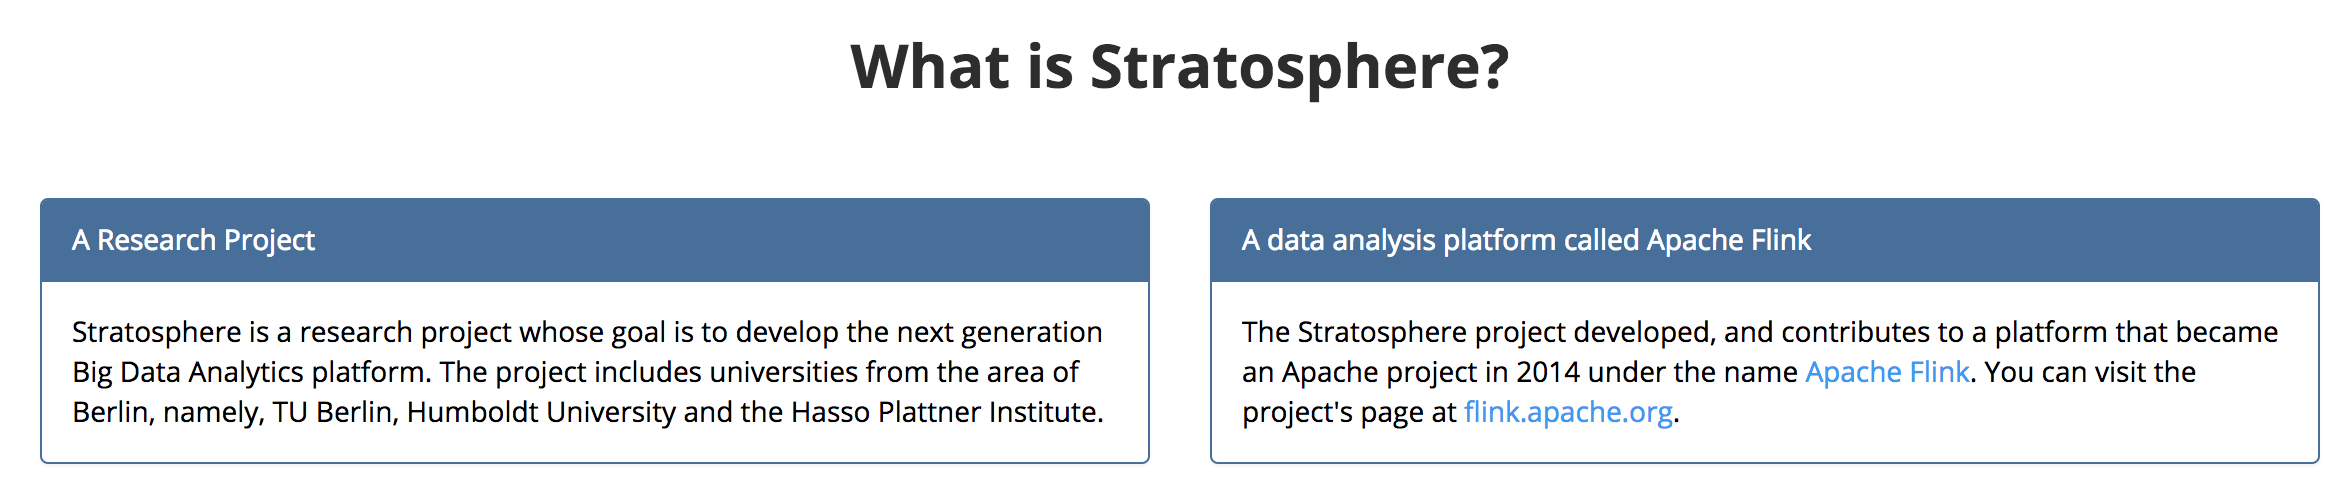 What is Stratosphere?
A Research Project
Stratosphere is a research project whose goal is to develop the next generation
Big Data Analytics platform. The project includes universities from the area of
Berlin, namely, TU Berlin, Humboldt University and the Hasso Plattner Institute.
A data analysis platform called Apache Flink
The Stratosphere project developed, and contributes to a platform that became
an Apache project in 2014 under the name Apache Flink. You can visit the
project's page at flink.apache.org.